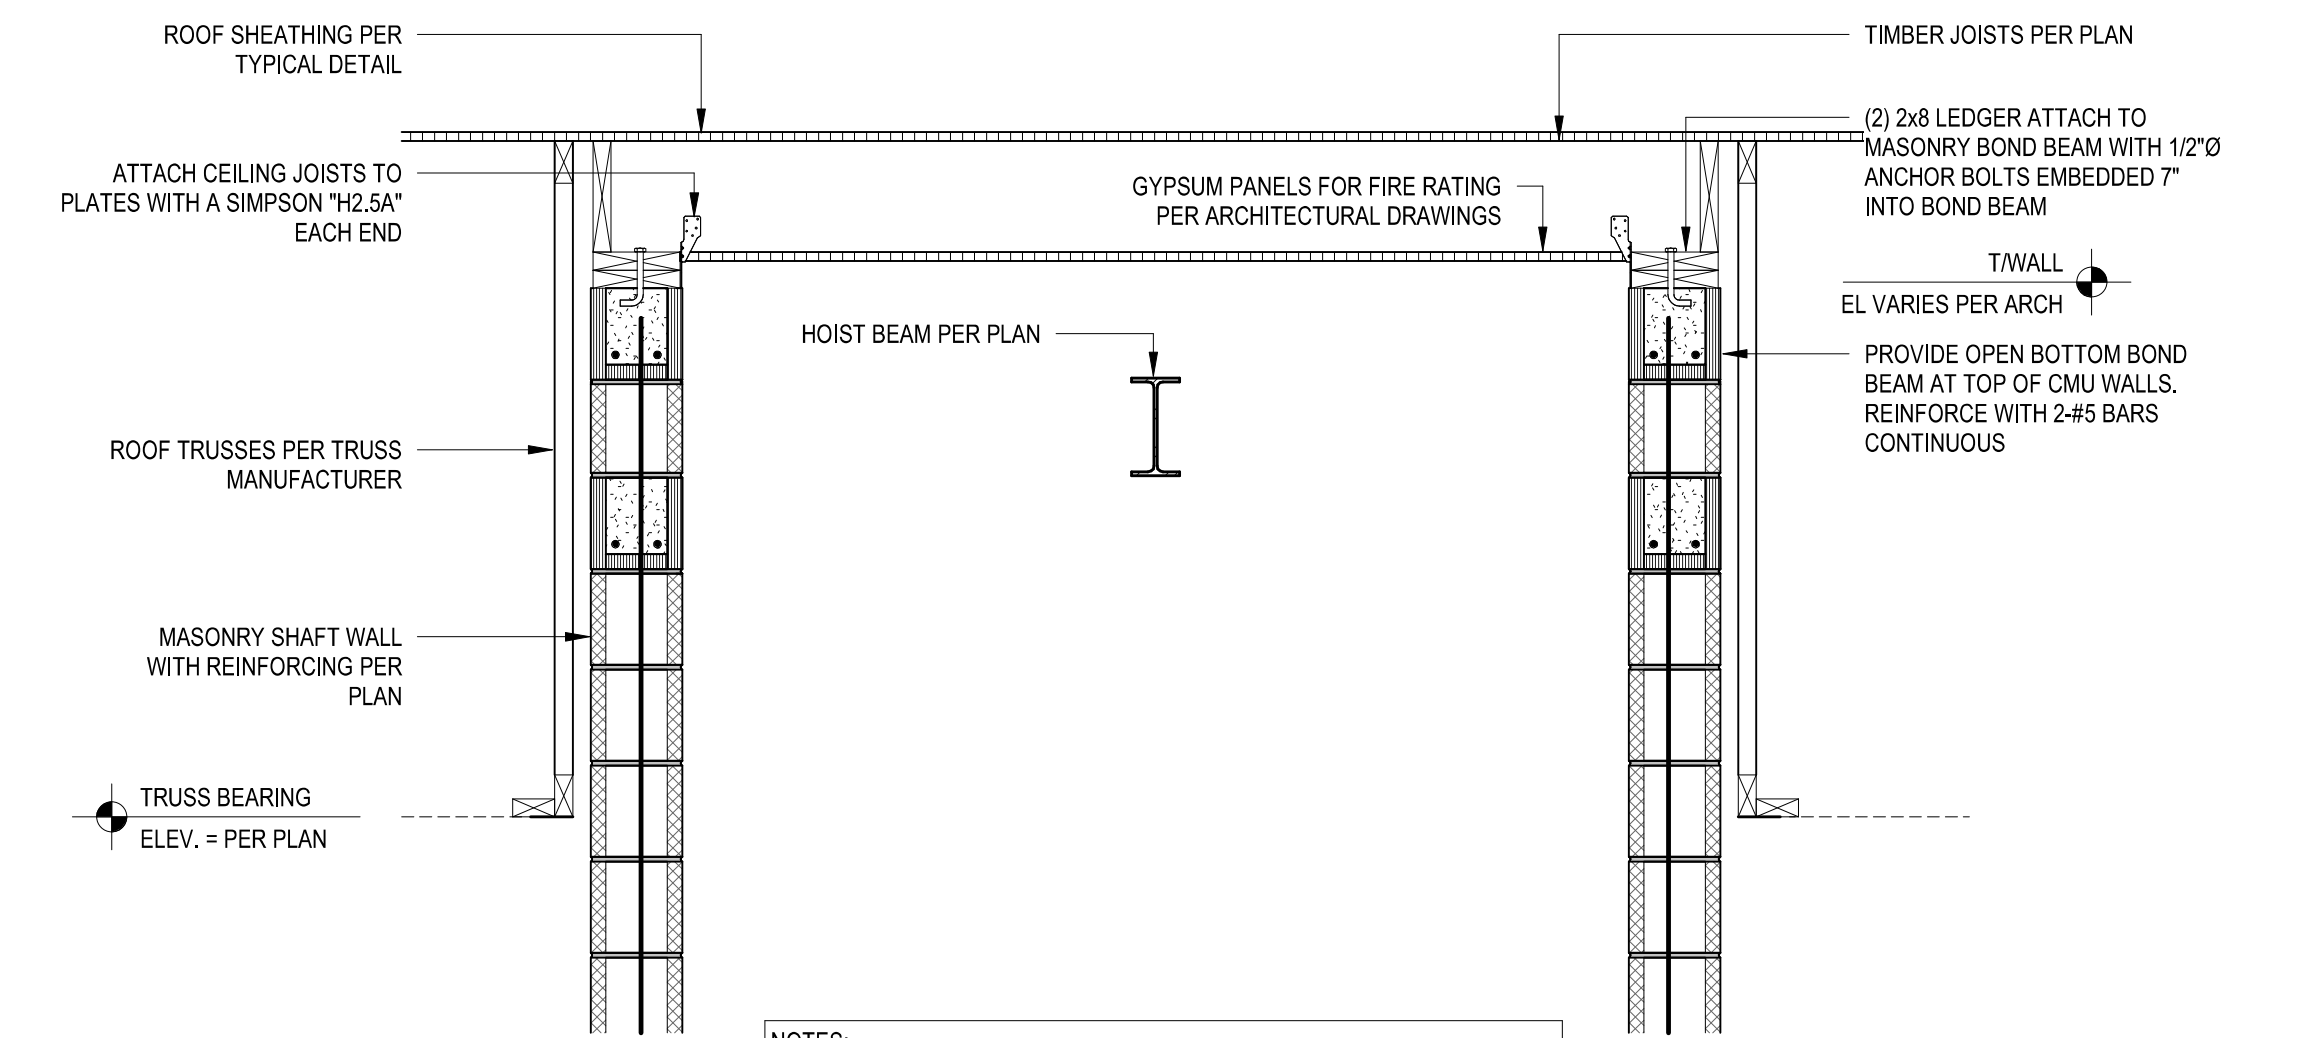 ROOF SHEATHING PER
TYPICAL DETAIL
ATTACH CEILING JOISTS TO
PLATES WITH A SIMPSON "H2.5A"
EACH END
ROOF TRUSSES PER TRUSS
MANUFACTURER
MASONRY SHAFT WALL
WITH REINFORCING PER
PLAN
TRUSS BEARING
ELEV. = PER PLAN
GYPSUM PANELS FOR FIRE RATING
PER ARCHITECTURAL DRAWINGS
HOIST BEAM PER PLAN
TIMBER JOISTS PER PLAN
(2) 2x8 LEDGER ATTACH TO
MASONRY BOND BEAM WITH 1/2"Ø
ANCHOR BOLTS EMBEDDED 7"
INTO BOND BEAM
T/WALL
EL VARIES PER ARCH
PROVIDE OPEN BOTTOM BOND
BEAM AT TOP OF CMU WALLS.
REINFORCE WITH 2-#5 BARS
CONTINUOUS
NOTES: